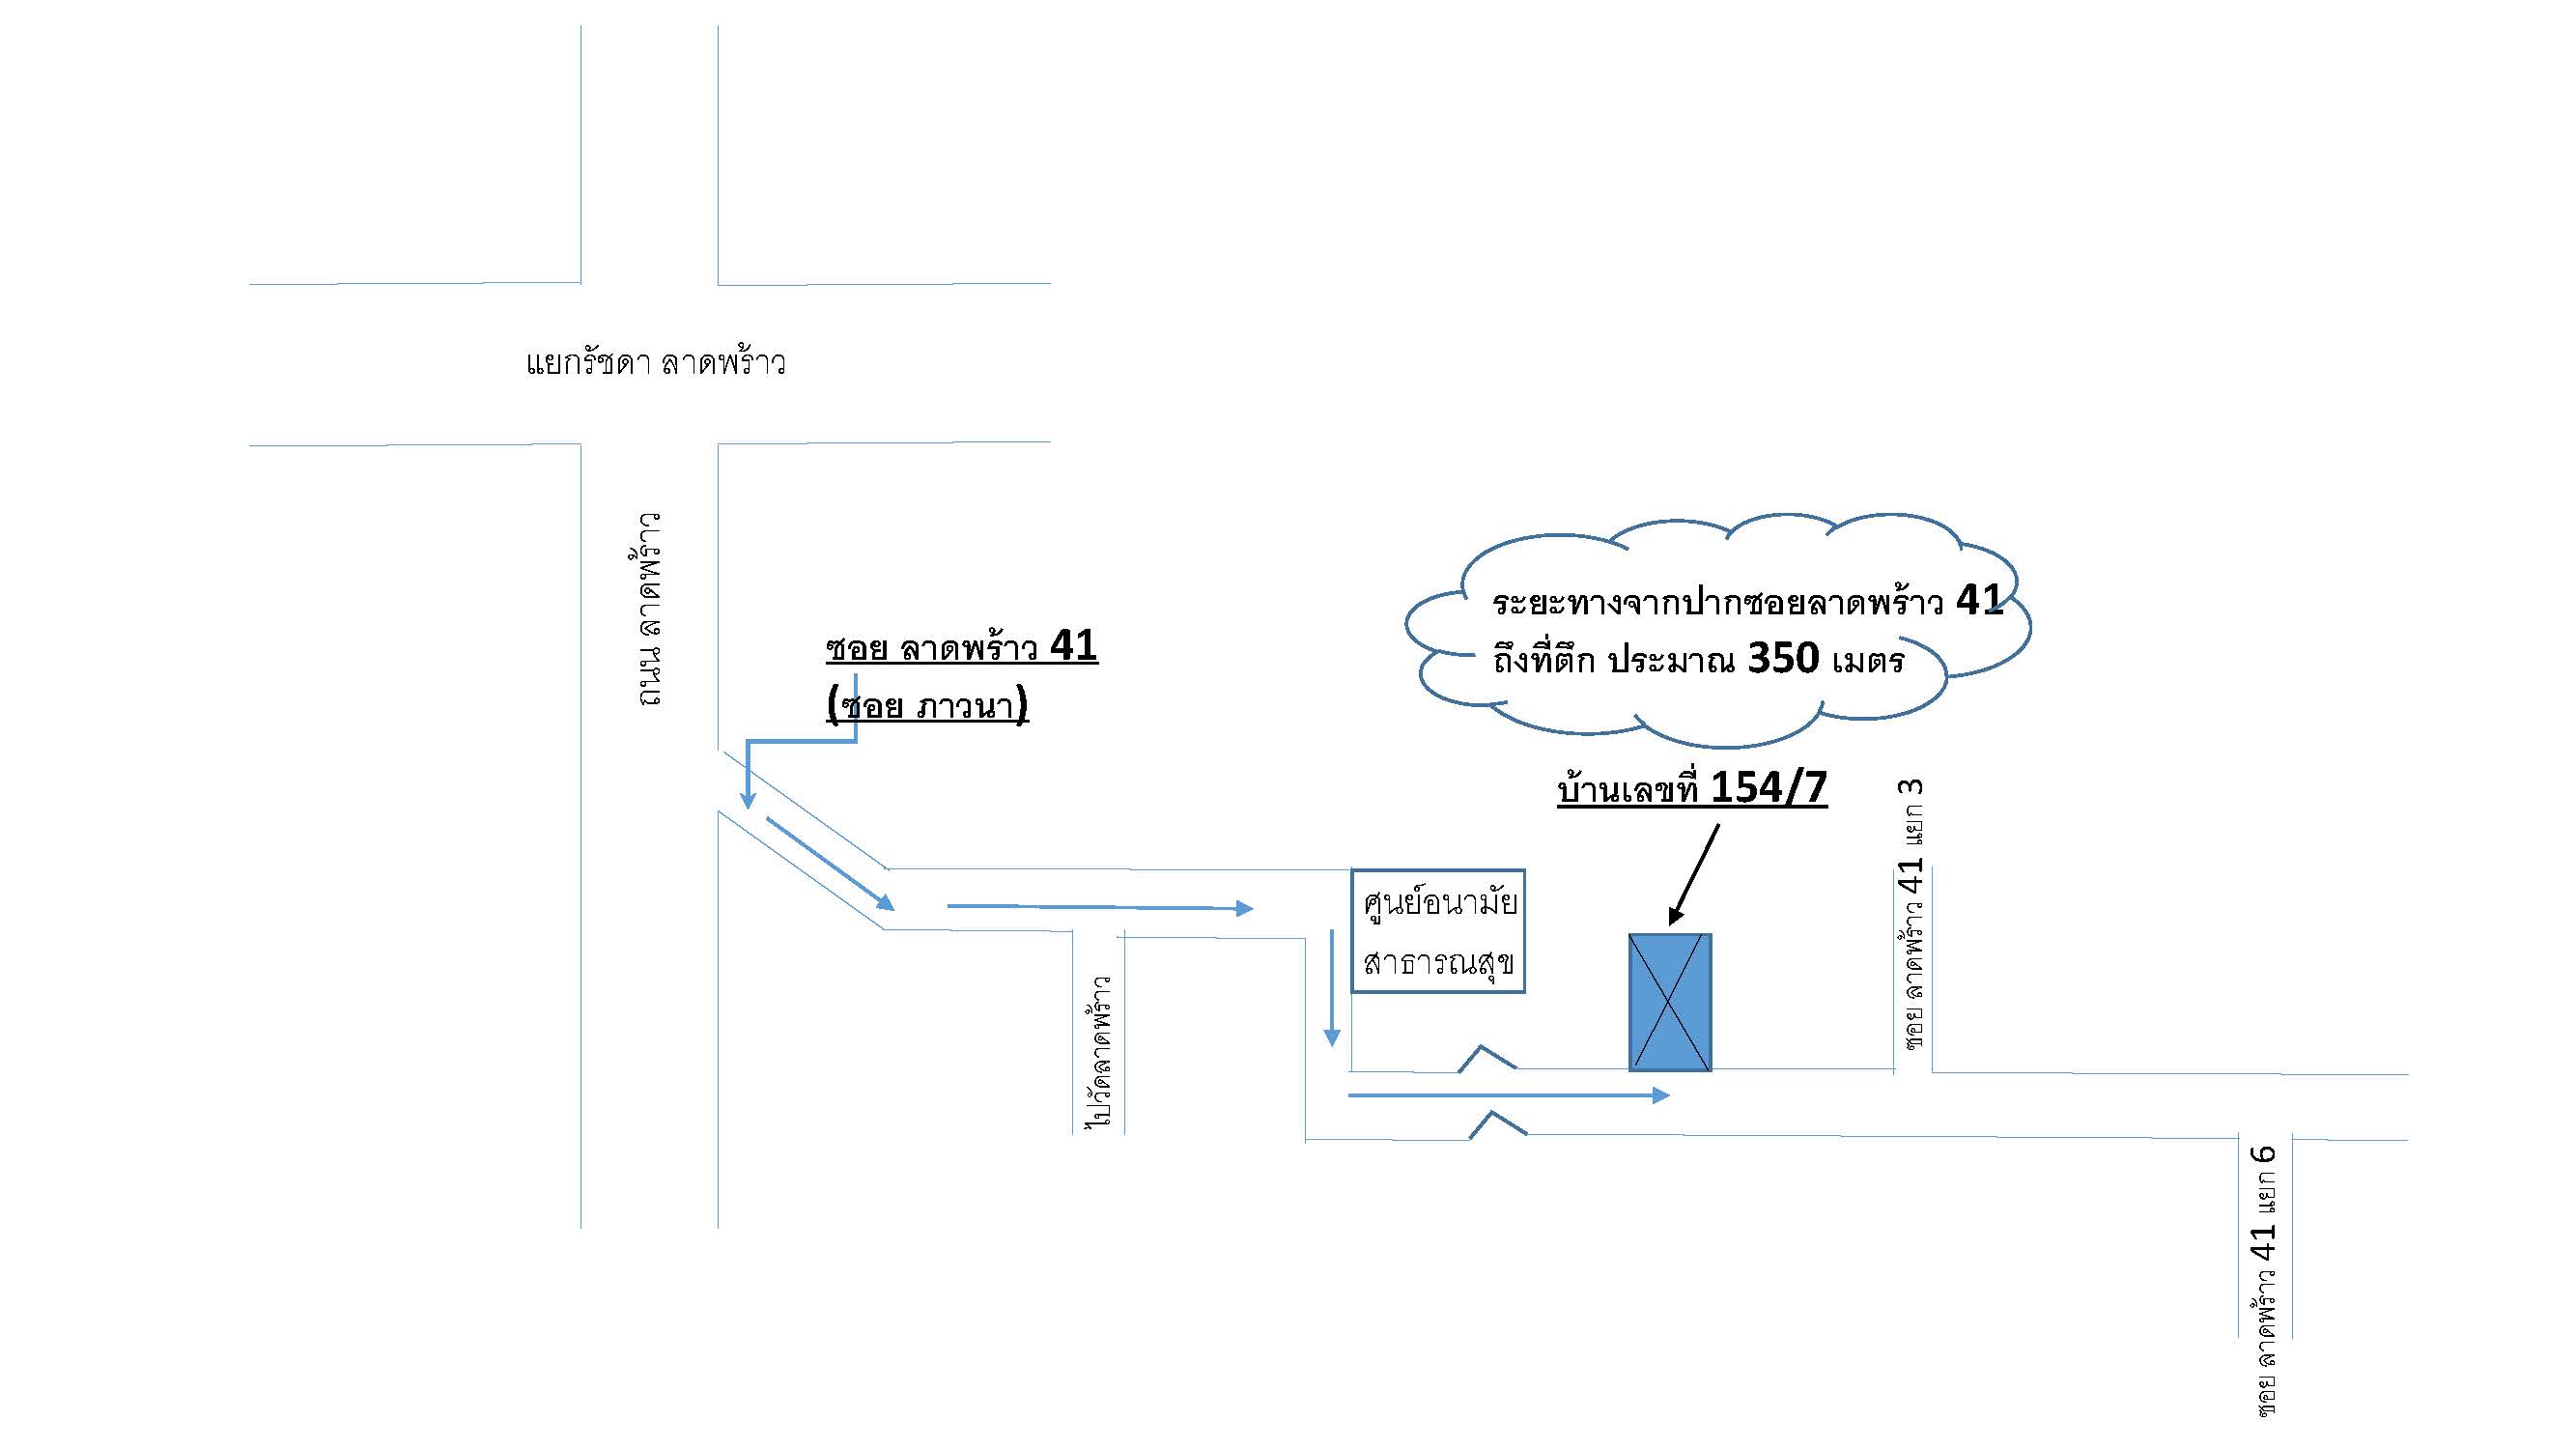 แยกรัชดา ลาดพร้าว
ถนน ลาดพร้าว
ซอย ลาดพร้าว 41
(ซอย ภาวนา)
ระยะทางจากปากซอยลาดพร้าว 41
ถึงที่ตึก ประมาณ 350 เมตร
บ้านเลขที่ 154/7
ซอย ลาดพร้าว 41 แยก 3
ศูนย์อนามัย
สาธารณสุข
ไปวัดลาดพร้าว
ซอย ลาดพร้าว 41 แยก 6